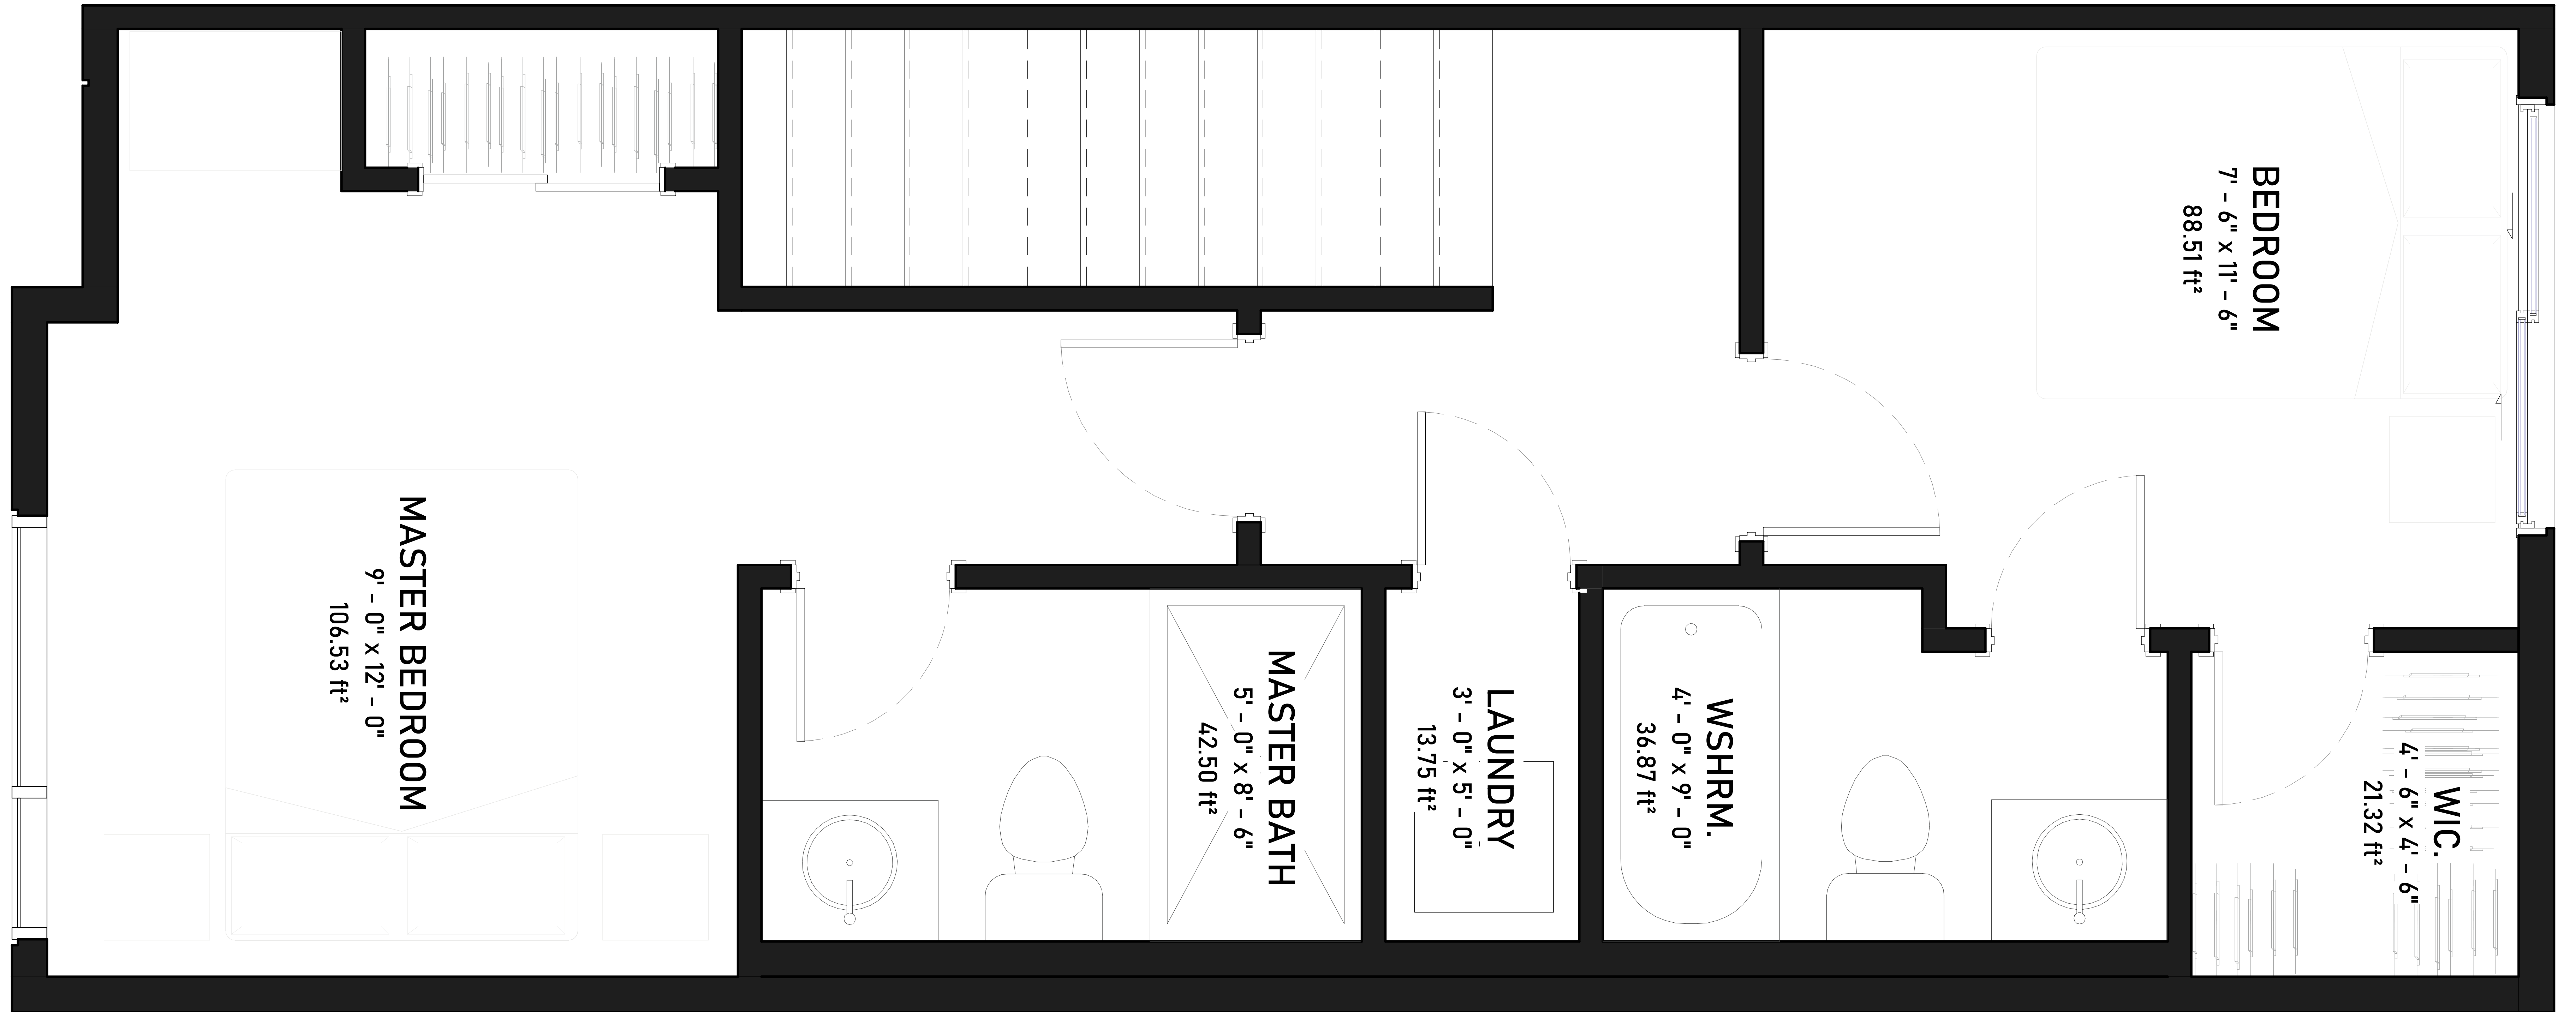 MASTER BEDROOM
9' - 0" x 12' - 0"
106.53 ft²
MASTER BATH
5' - 0" x 8' - 6"
42.50 ft²
LAUNDRY
3' - 0" x 5' - 0"
13.75 ft²
WSHRM.
4' - 0" x 9' - 0"
36.87 ft²
BEDROOM
7' - 6" x 11' - 6"
88.51 ft²
WIC.
4' - 6" x 4' - 6"
21.32 ft²